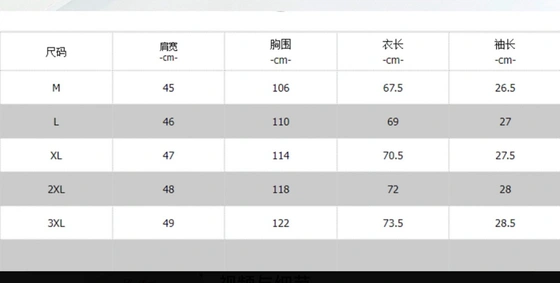 尺码 肩宽 -cm- 胸围 -cm- 衣长 -cm- 袖长 -cm-
M 45 106 67.5 26.5
L 46 110 69 27
XL 47 114 70.5 27.5
2XL 48 118 72 28
3XL 49 122 73.5 28.5